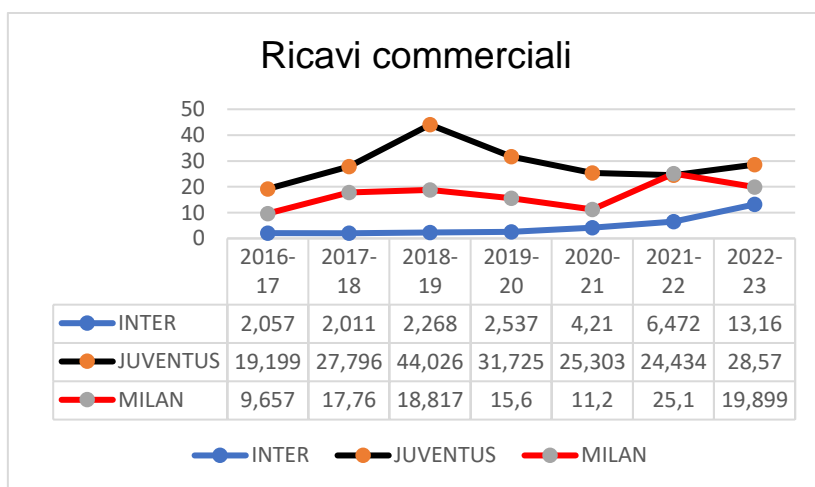 Ricavi commerciali
50
40
30
20
10
0
2016-17 2017-18 2018-19 2019-20 2020-21 2021-22 2022-23
INTER 2,057 2,011 2,268 2,537 4,21 6,472 13,16
JUVENTUS 19,199 27,796 44,026 31,725 25,303 24,434 28,57
MILAN 9,657 17,76 18,817 15,6 11,2 25,1 19,899
INTER JUVENTUS MILAN